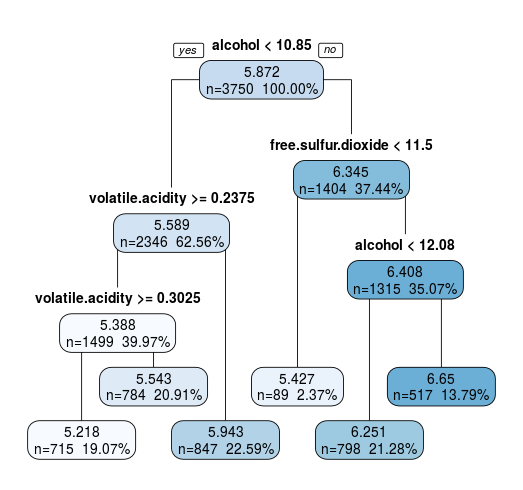 yes alcohol < 10.85 no
5.872
n=3750 100.00%
free.sulfur.dioxide < 11.5
6.345
n=1404 37.44%
volatile.acidity >= 0.2375
5.589
n=2346 62.56%
alcohol < 12.08
6.408
n=1315 35.07%
volatile.acidity >= 0.3025
5.388
n=1499 39.97%
5.543
n=784 20.91%
5.427
n=89 2.37%
6.65
n=517 13.79%
5.218
n=715 19.07%
5.943
n=847 22.59%
6.251
n=798 21.28%